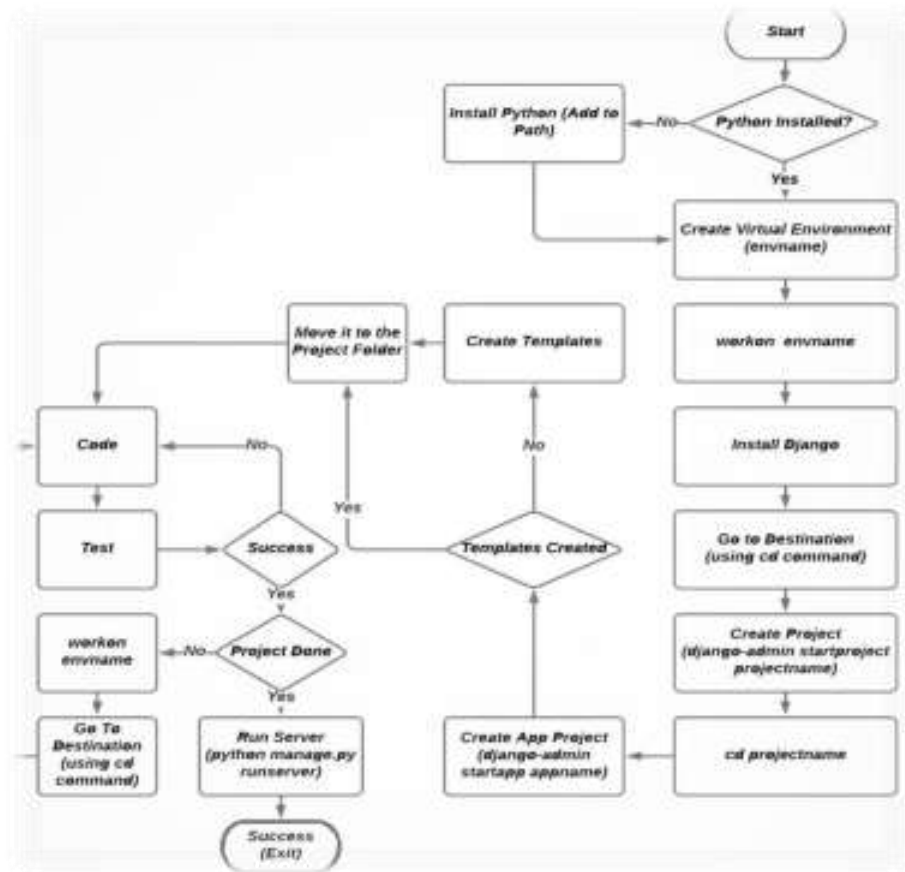 Start
Python Installed?
No
Install Python (Add to
Path)
Yes
Create Virtual Environment
(envname)
workon envname
Install Django
Go to Destination
(using cd command)
Create Project
(django-admin startproject
projectname)
cd projectname
Create App Project
(django-admin
startapp appname)
Templates Created
No
Create Templates
Yes
Move it to the
Project Folder
Code
Test
Success
No
Yes
Project Done
No
workon
envname
Go To
Destination
(using cd
command)
Yes
Run Server
(python manage.py
runserver)
Success
(Exit)